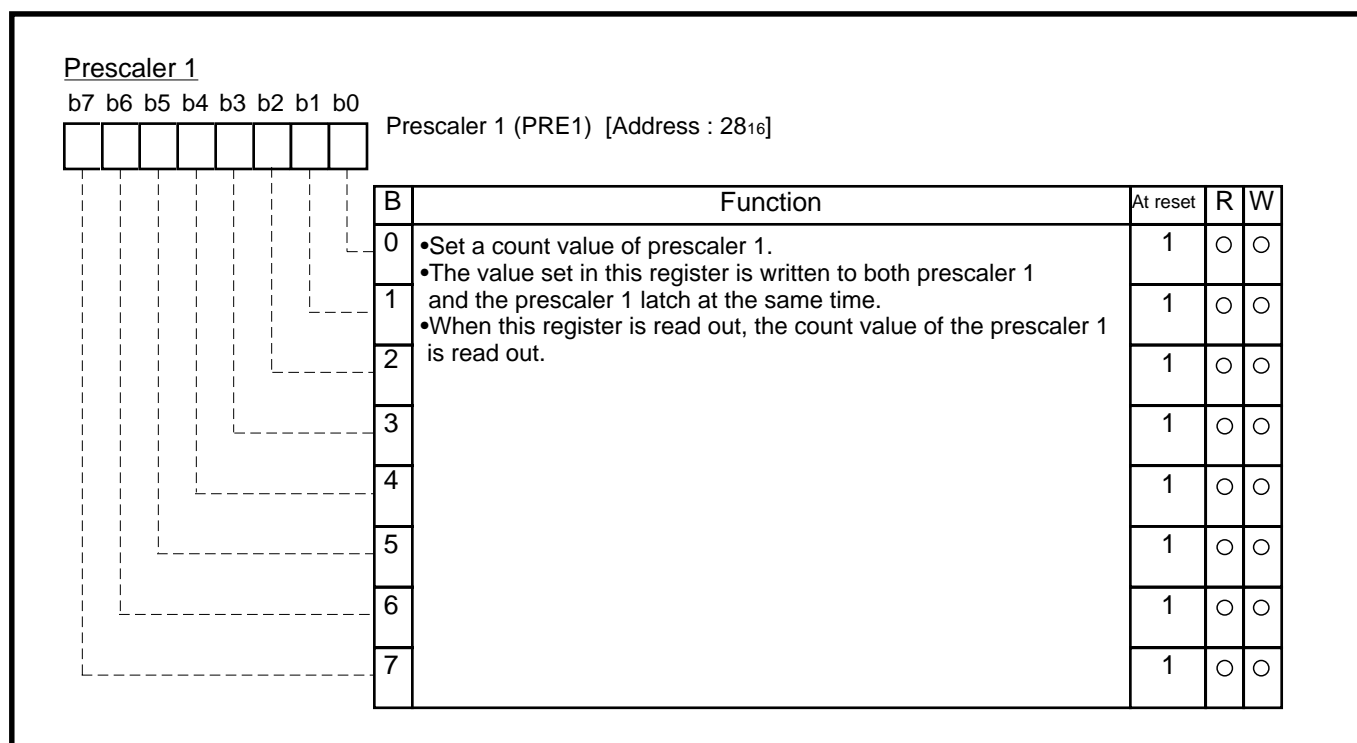 Prescaler 1
b7 b6 b5 b4 b3 b2 b1 b0
Prescaler 1 (PRE1) [Address : 28₁₆]
B Function At reset R W
0 •Set a count value of prescaler 1. 1 ○ ○
•The value set in this register is written to both prescaler 1
1 and the prescaler 1 latch at the same time. 1 ○ ○
•When this register is read out, the count value of the prescaler 1
2 is read out. 1 ○ ○
3 1 ○ ○
4 1 ○ ○
5 1 ○ ○
6 1 ○ ○
7 1 ○ ○